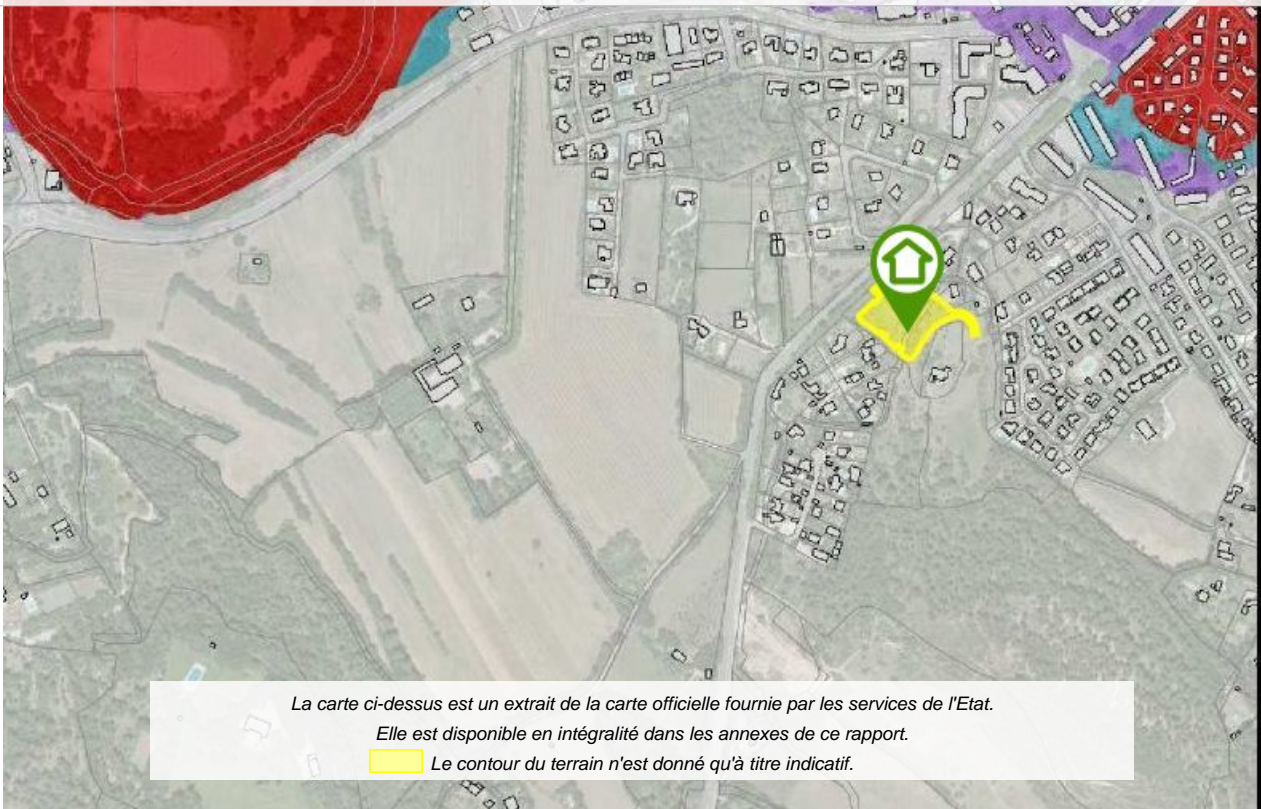 La carte ci-dessus est un extrait de la carte officielle fournie par les services de l'Etat.
Elle est disponible en intégralité dans les annexes de ce rapport.
Le contour du terrain n'est donné qu'à titre indicatif.